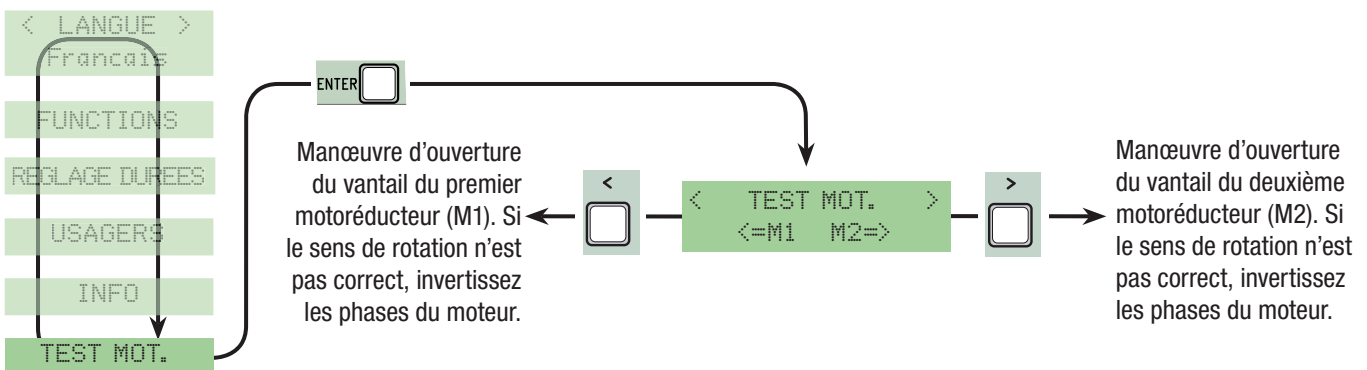 < LANGUE >
Francais
FUNCTIONS
REGLAGE DUREES
USAGERS
INFO
TEST MOT.
ENTER
Manœuvre d'ouverture
du vantail du premier
motoréducteur (M1). Si
le sens de rotation n'est
pas correct, invertissez
les phases du moteur.
<
< TEST MOT. >
<=M1 M2=>
>
Manœuvre d'ouverture
du vantail du deuxième
motoréducteur (M2). Si
le sens de rotation n'est
pas correct, invertissez
les phases du moteur.